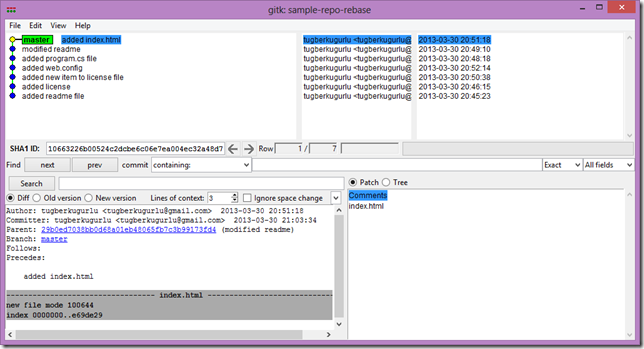 gitk: sample-repo-rebase
File Edit View Help
master added index.html tugberkugurlu <tugberkugurlu@ 2013-03-30 20:51:18
modified readme tugberkugurlu <tugberkugurlu@ 2013-03-30 20:49:10
added program.cs file tugberkugurlu <tugberkugurlu@ 2013-03-30 20:48:18
added web.config tugberkugurlu <tugberkugurlu@ 2013-03-30 20:52:14
added new item to license file tugberkugurlu <tugberkugurlu@ 2013-03-30 20:50:38
added license tugberkugurlu <tugberkugurlu@ 2013-03-30 20:46:15
added readme file tugberkugurlu <tugberkugurlu@ 2013-03-30 20:45:23
SHA1 ID: 10663226b00524c2dcbe6c06e7ea004ec32a48d7 Row 1 / 7
Find next prev commit containing: Exact All fields
Search
Patch Tree
Diff Old version New version Lines of context: 3 Ignore space change
Comments
index.html
Author: tugberkugurlu <tugberkugurlu@gmail.com> 2013-03-30 20:51:18
Committer: tugberkugurlu <tugberkugurlu@gmail.com> 2013-03-30 21:03:34
Parent: 29b0ed7038bb0d68a01eb48065fb7c3b99173fd4 (modified readme)
Branch: master
Follows:
Precedes:
added index.html
-------------------------------- index.html --------------------------------
new file mode 100644
index 0000000..e69de29